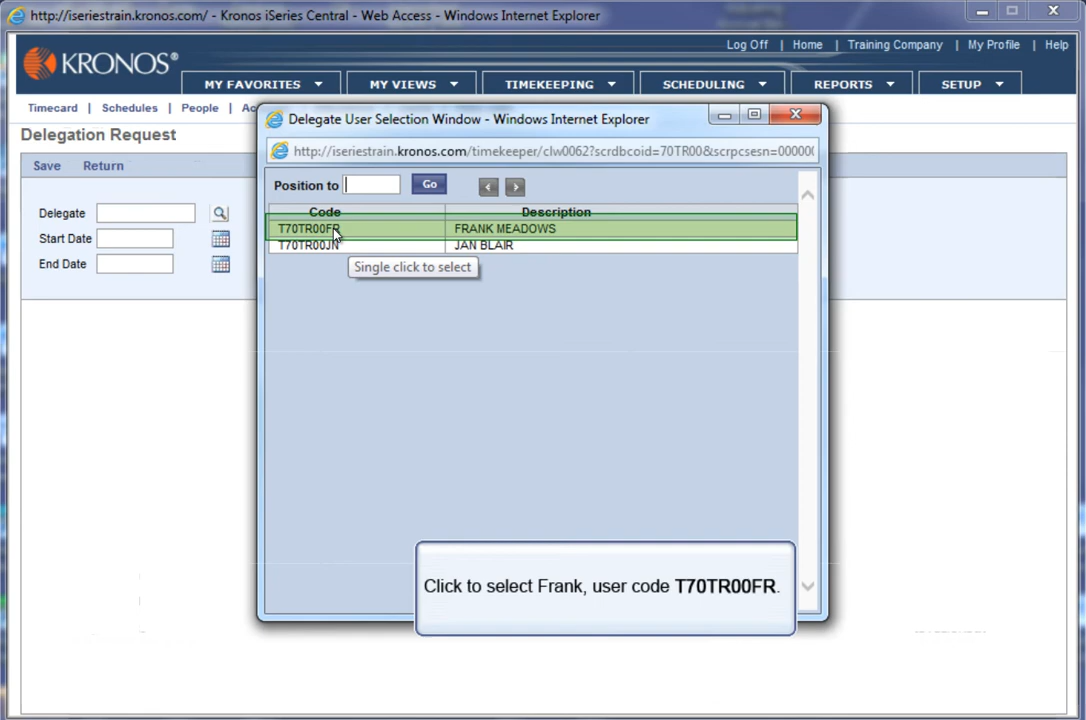 http://iseriestrain.kronos.com/ - Kronos iSeries Central - Web Access - Windows Internet Explorer
KRONOS®
Log Off | Home | Training Company | My Profile | Help
MY FAVORITES MY VIEWS TIMEKEEPING SCHEDULING REPORTS SETUP
Timecard | Schedules | People |
Delegation Request
Save Return
Delegate
Start Date
End Date
Delegate User Selection Window - Windows Internet Explorer
http://iseriestrain.kronos.com/timekeeper/clw0062?scrdbcoid=70TR00&scrpcsesn=000000
Position to Go < >
Code Description
T70TR00FR FRANK MEADOWS
T70TR00JN JAN BLAIR
Single click to select
Click to select Frank, user code T70TR00FR.